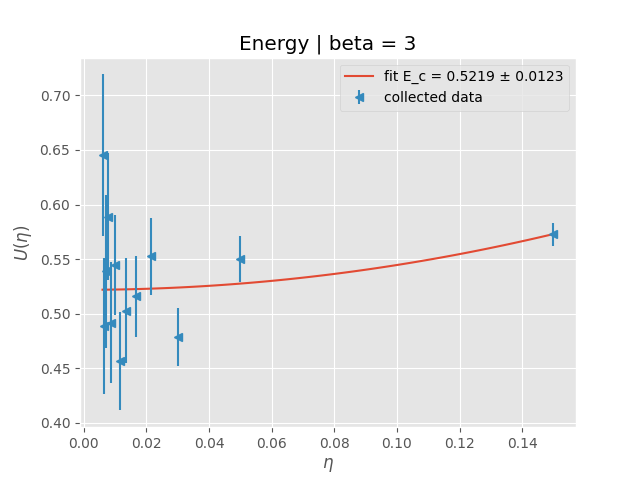 Energy | beta = 3
fit E_c = 0.5219 ± 0.0123
collected data
0.70
0.65
0.60
0.55
0.50
0.45
0.40
U(η)
0.00 0.02 0.04 0.06 0.08 0.10 0.12 0.14
η